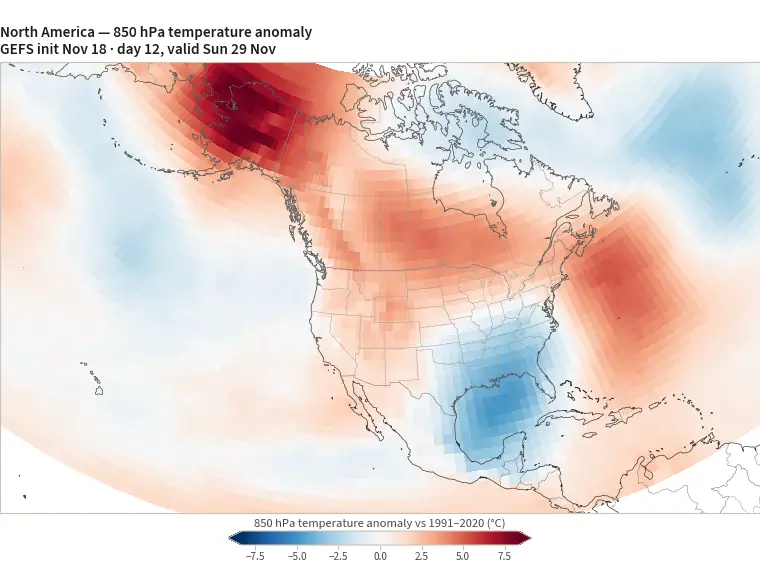 North America — 850 hPa temperature anomaly
GEFS init Nov 18 · day 12, valid Sun 29 Nov
850 hPa temperature anomaly vs 1991–2020 (°C)
−7.5 −5.0 −2.5 0.0 2.5 5.0 7.5